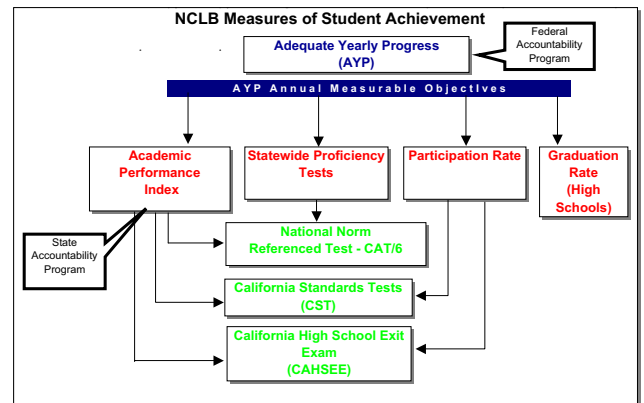 NCLB Measures of Student Achievement
Federal
Accountability
Program
Adequate Yearly Progress
(AYP)
AYP Annual Measurable ObjectIves
Academic
Performance
Index
Statewide Proficiency
Tests
Participation Rate
Graduation
Rate
(High
Schools)
State
Accountability
Program
National Norm
Referenced Test - CAT/6
California Standards Tests
(CST)
California High School Exit
Exam
(CAHSEE)